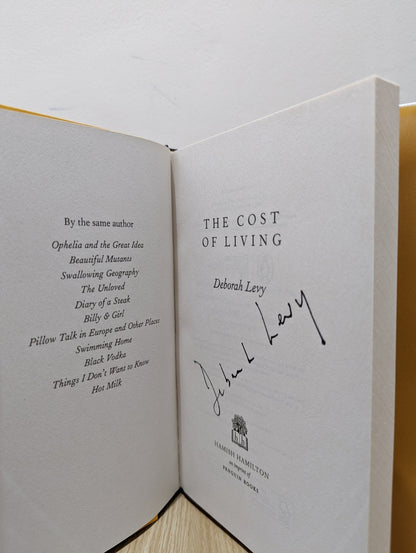 By the same author
Ophelia and the Great Idea
Beautiful Mutants
Swallowing Geography
The Unloved
Diary of a Steak
Billy & Girl
Pillow Talk in Europe and Other Places
Swimming Home
Black Vodka
Things I Don't Want to Know
Hot Milk
THE COST
OF LIVING
Deborah Levy
Deborah Levy
HAMISH HAMILTON
an imprint of
PENGUIN BOOKS